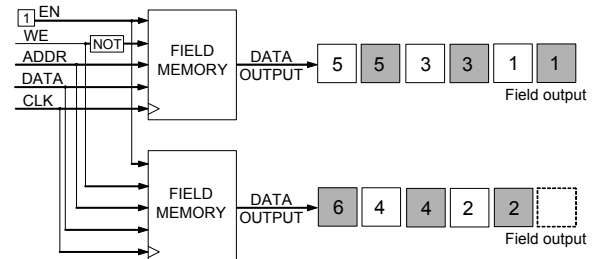 1 EN
WE
NOT
ADDR
DATA
CLK
FIELD
MEMORY
DATA
OUTPUT
5 5 3 3 1 1
Field output
FIELD
MEMORY
DATA
OUTPUT
6 4 4 2 2
Field output